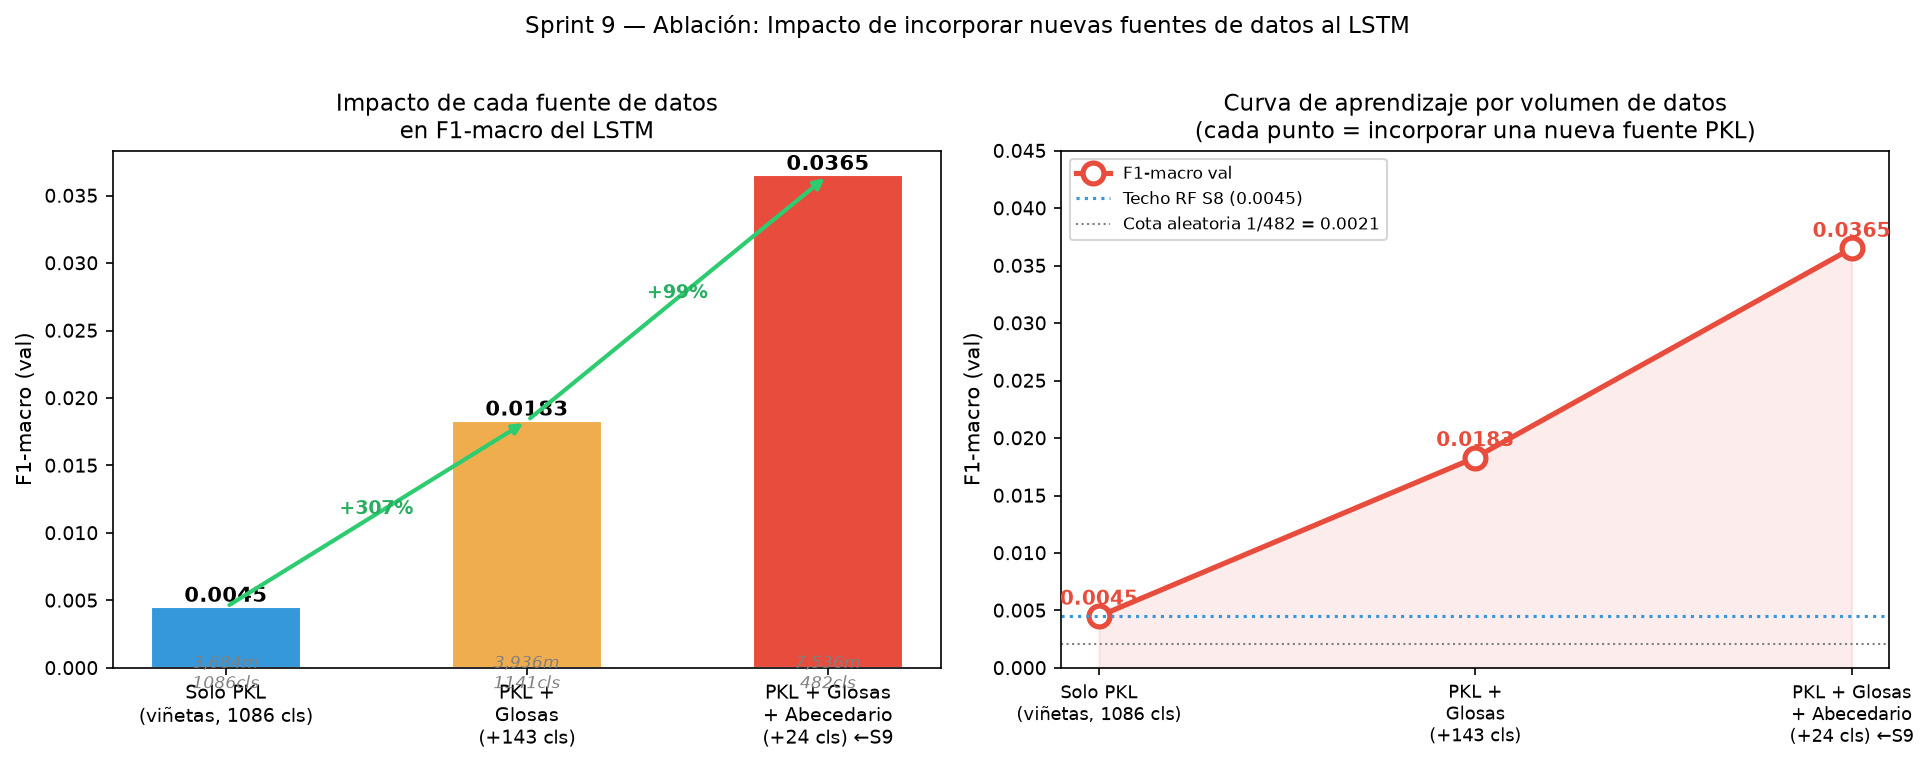 Sprint 9 — Ablación: Impacto de incorporar nuevas fuentes de datos al LSTM
Impacto de cada fuente de datos
en F1-macro del LSTM
F1-macro (val)
0.035
0.030
0.025
0.020
0.015
0.010
0.005
0.000
0.0045
0.0183
0.0365
+307%
+99%
1086cls
3,936m
1141cls
7,536m
482cls
Solo PKL
(viñetas, 1086 cls)
PKL +
Glosas
(+143 cls)
PKL + Glosas
+ Abecedario
(+24 cls) ←S9
Curva de aprendizaje por volumen de datos
(cada punto = incorporar una nueva fuente PKL)
F1-macro (val)
0.045
0.040
0.035
0.030
0.025
0.020
0.015
0.010
0.005
0.000
F1-macro val
Techo RF S8 (0.0045)
Cota aleatoria 1/482 = 0.0021
0.0045
0.0183
0.0365
Solo PKL
(viñetas, 1086 cls)
PKL +
Glosas
(+143 cls)
PKL + Glosas
+ Abecedario
(+24 cls) ←S9